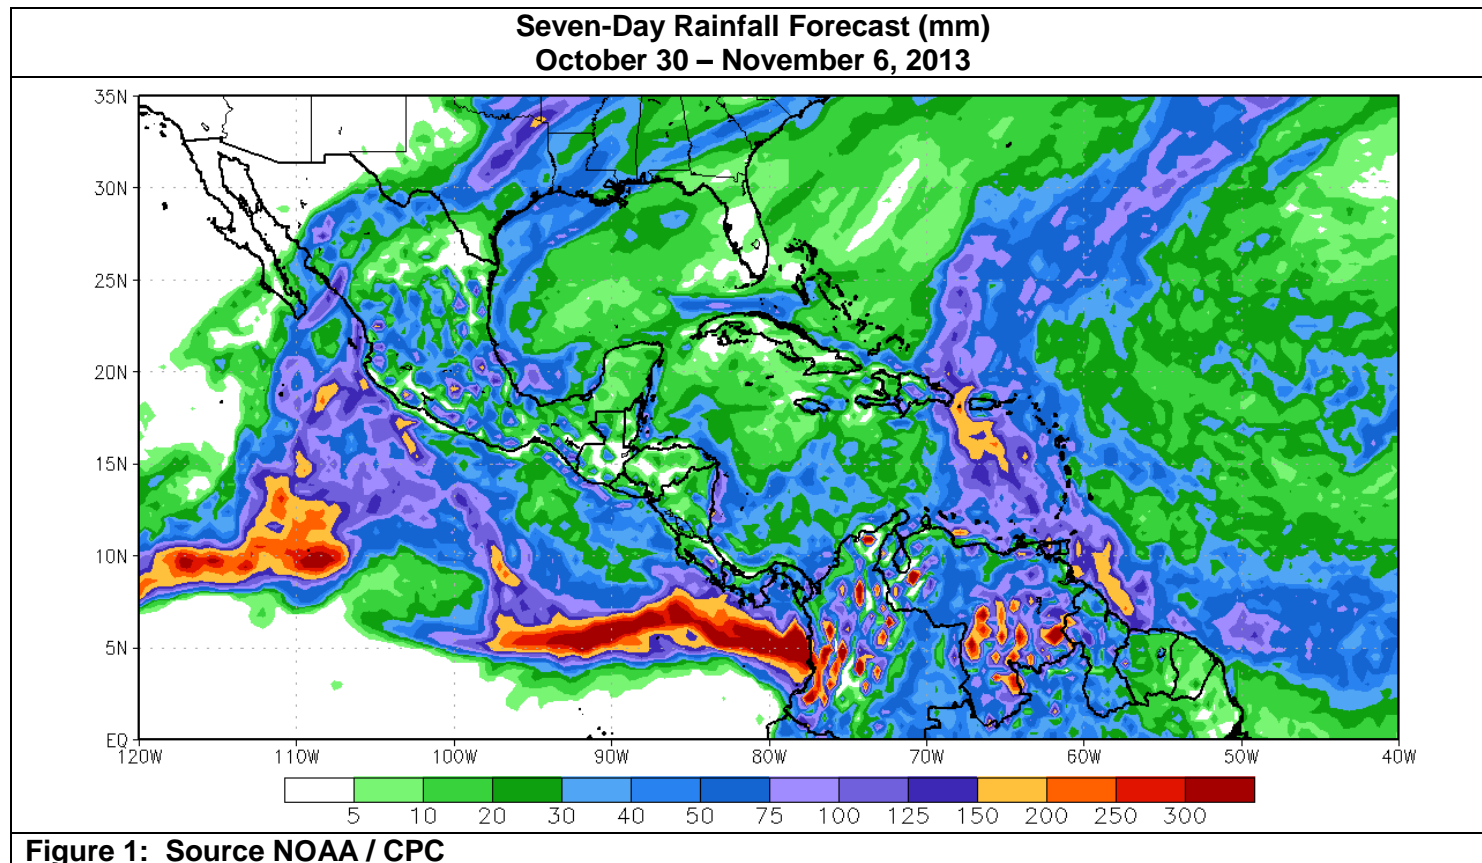 Seven-Day Rainfall Forecast (mm)
October 30 – November 6, 2013
35N
30N
25N
20N
15N
10N
5N
EQ
120W 110W 100W 90W 80W 70W 60W 50W 40W
5 10 20 30 40 50 75 100 125 150 200 250 300
Figure 1: Source NOAA / CPC